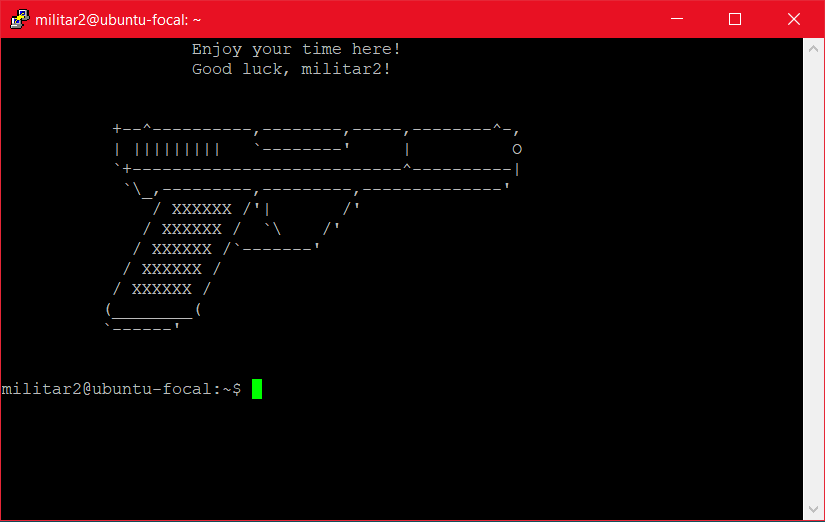 militar2@ubuntu-focal: ~
Enjoy your time here!
Good luck, militar2!
+--^----------,--------,-----,--------^-,
| |||||||||   `--------'     |          O
`+---------------------------^----------|
`\_,---------,---------,--------------'
/ XXXXXX /'|       /'
/ XXXXXX /  `\    /'
/ XXXXXX /`-------'
/ XXXXXX /
/ XXXXXX /
(________(
`------'
militar2@ubuntu-focal:~$